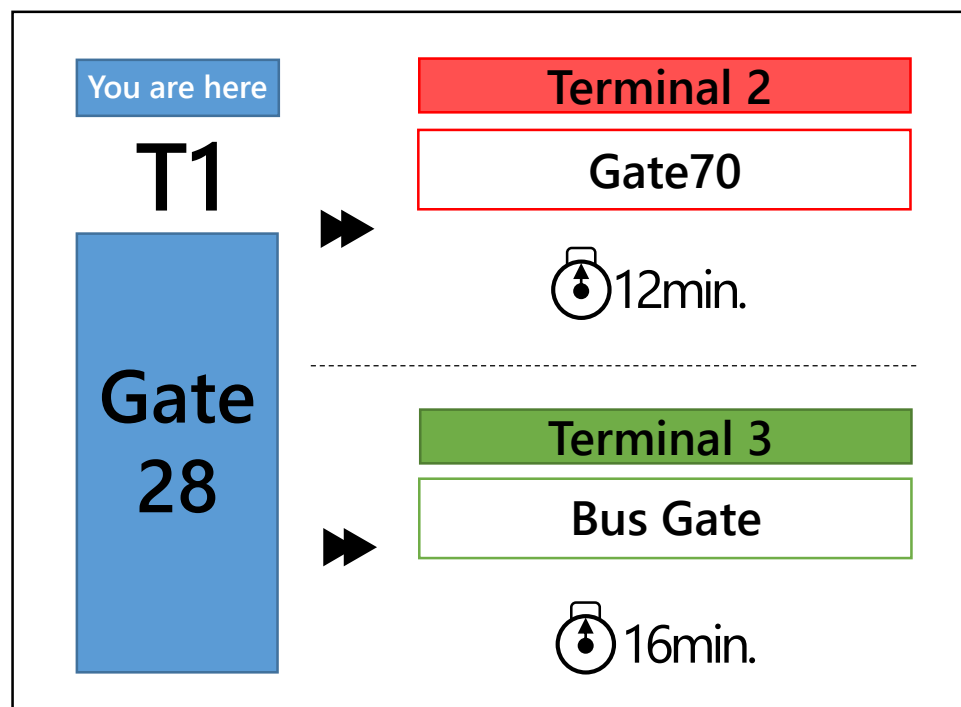 You are here
T1
Gate
28
Terminal 2
Gate70
12min.
Terminal 3
Bus Gate
16min.